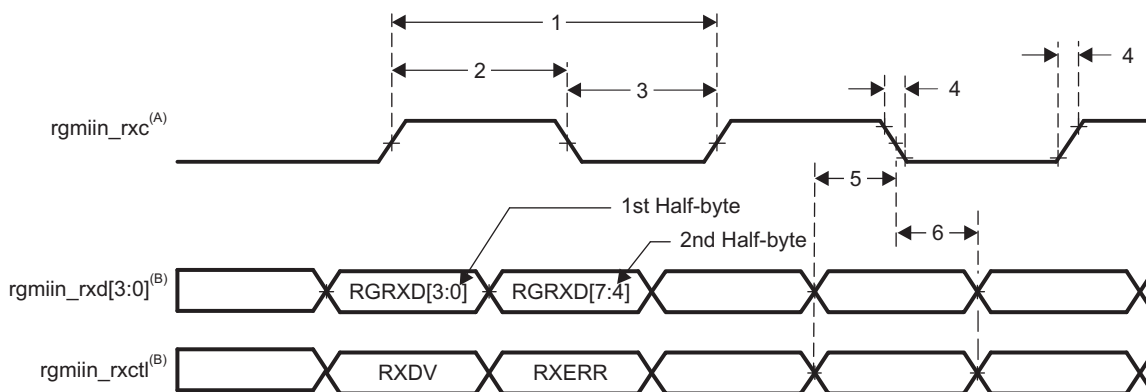 1
2
3
4
4
rgmiin_rxc(A)
5
1st Half-byte
2nd Half-byte
6
rgmiin_rxd[3:0](B)
RGRXD[3:0]
RGRXD[7:4]
rgmiin_rxctl(B)
RXDV
RXERR